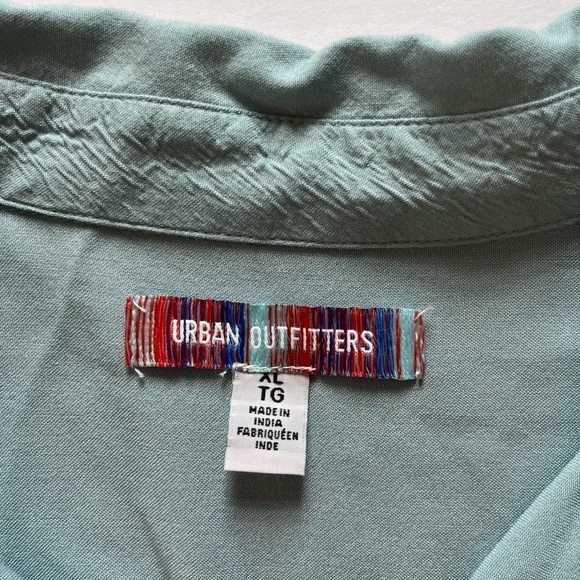 URBAN OUTFITTERS
XL
TG
MADE IN
INDIA
FABRIQUÉEN
INDE